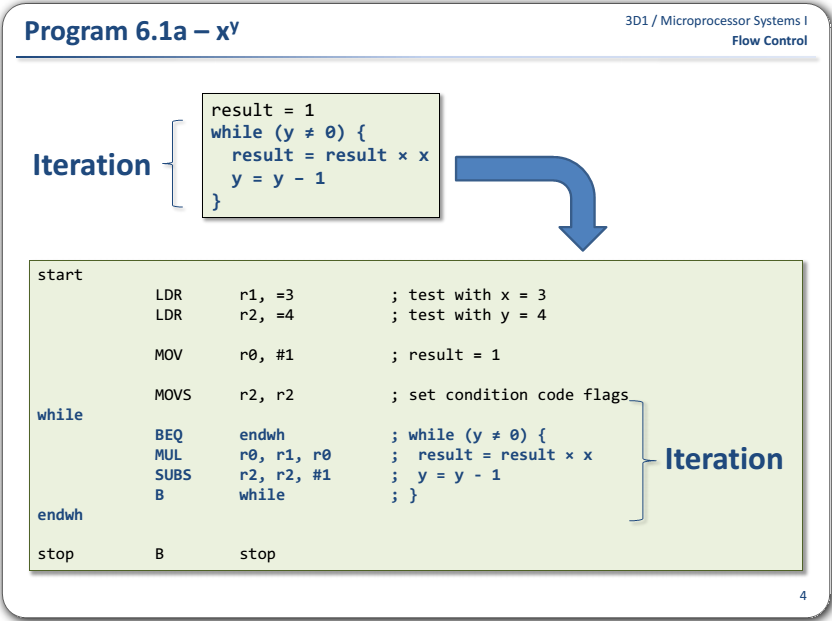 Program 6.1a – xʸ
3D1 / Microprocessor Systems I
Flow Control
Iteration
result = 1
while (y ≠ 0) {
  result = result × x
  y = y – 1
}
start
LDR r1, =3 ; test with x = 3
LDR r2, =4 ; test with y = 4
MOV r0, #1 ; result = 1
MOVS r2, r2 ; set condition code flags
while
BEQ endwh ; while (y ≠ 0) {
MUL r0, r1, r0 ;  result = result × x
SUBS r2, r2, #1 ;  y = y - 1
B while ; }
endwh
stop B stop
Iteration
4